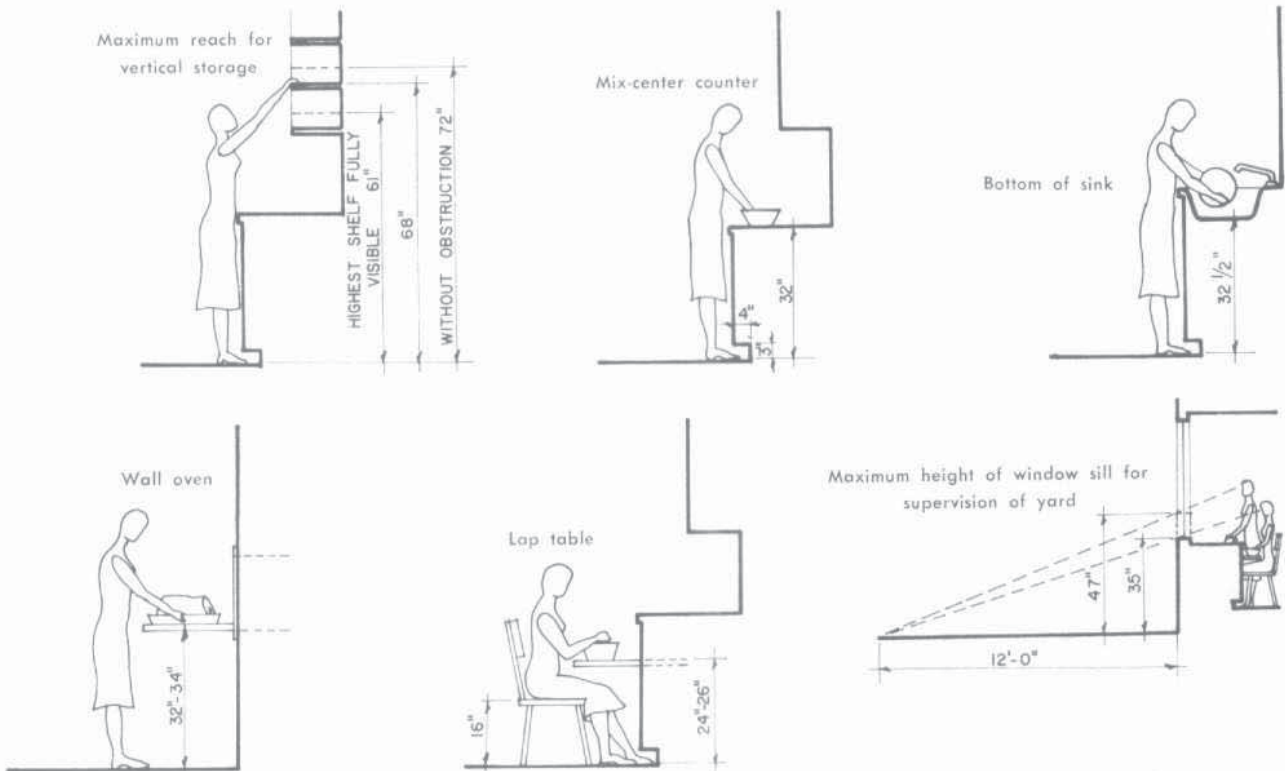 Maximum reach for
vertical storage
HIGHEST SHELF FULLY
VISIBLE 61"
68"
WITHOUT OBSTRUCTION 72"
Mix-center counter
32"
4"
3"
Bottom of sink
32 1/2"
Wall oven
32"-34"
Lap table
16"
24"-26"
Maximum height of window sill for
supervision of yard
47"
35"
12'-0"